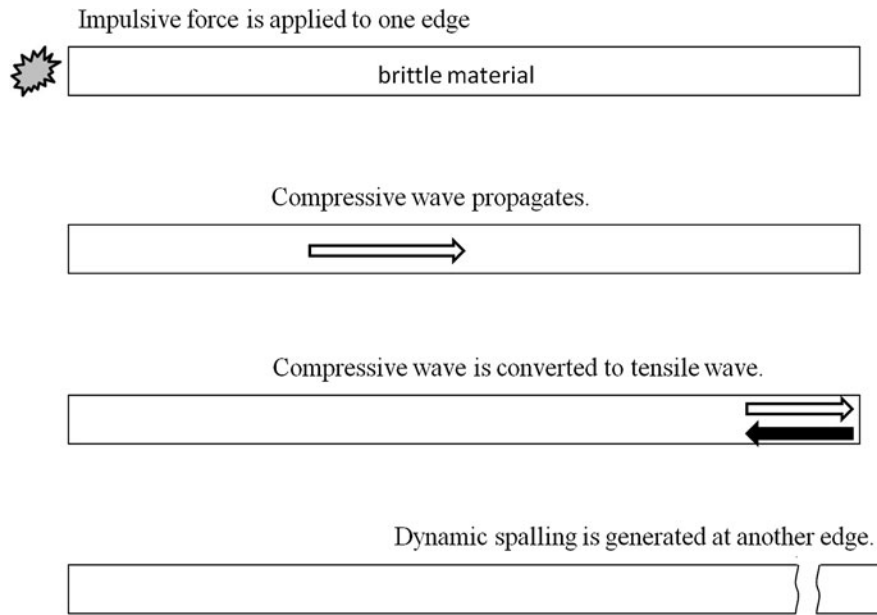 Impulsive force is applied to one edge
brittle material
Compressive wave propagates.
Compressive wave is converted to tensile wave.
Dynamic spalling is generated at another edge.